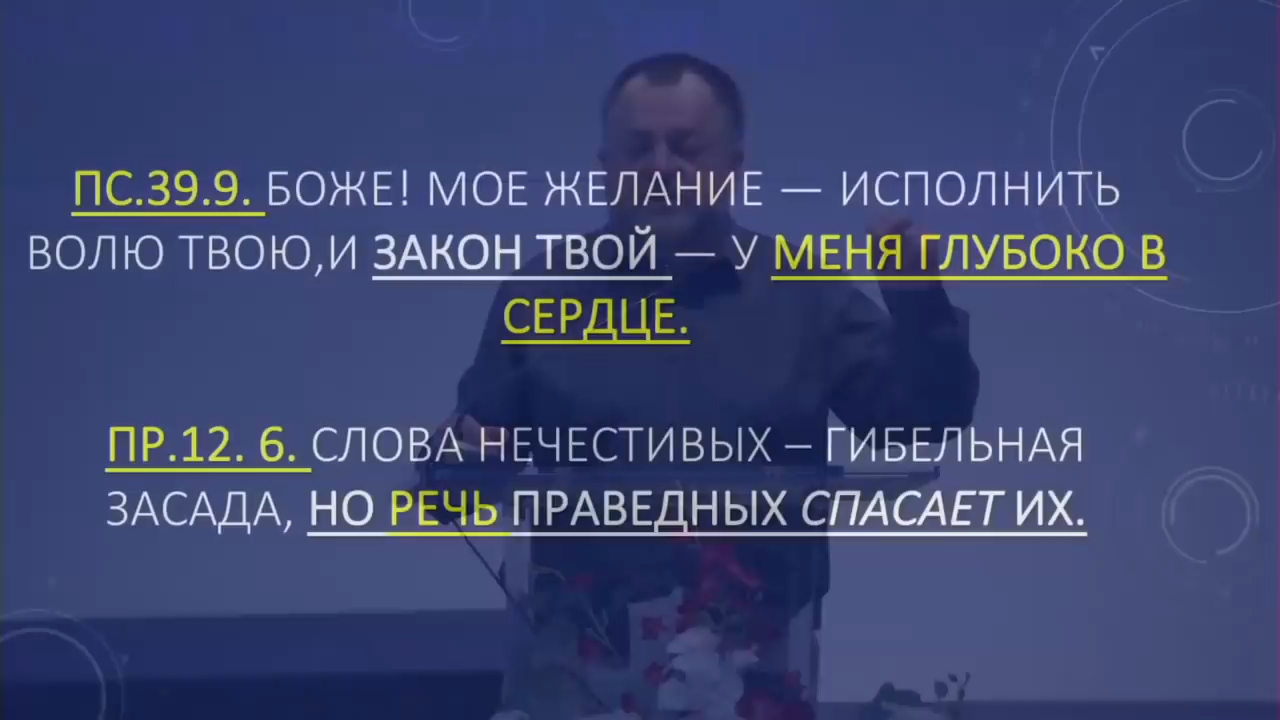 ПС.39.9. БОЖЕ! МОЕ ЖЕЛАНИЕ — ИСПОЛНИТЬ
ВОЛЮ ТВОЮ,И ЗАКОН ТВОЙ — У МЕНЯ ГЛУБОКО В
СЕРДЦЕ.
ПР.12. 6. СЛОВА НЕЧЕСТИВЫХ – ГИБЕЛЬНАЯ
ЗАСАДА, НО РЕЧЬ ПРАВЕДНЫХ СПАСАЕТ ИХ.